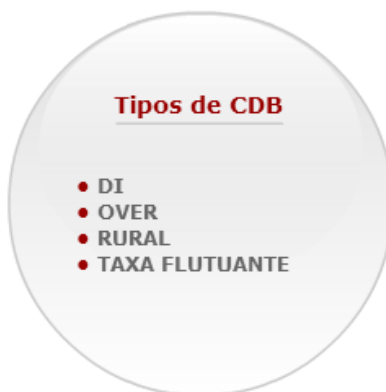 Tipos de CDB
• DI
• OVER
• RURAL
• TAXA FLUTUANTE